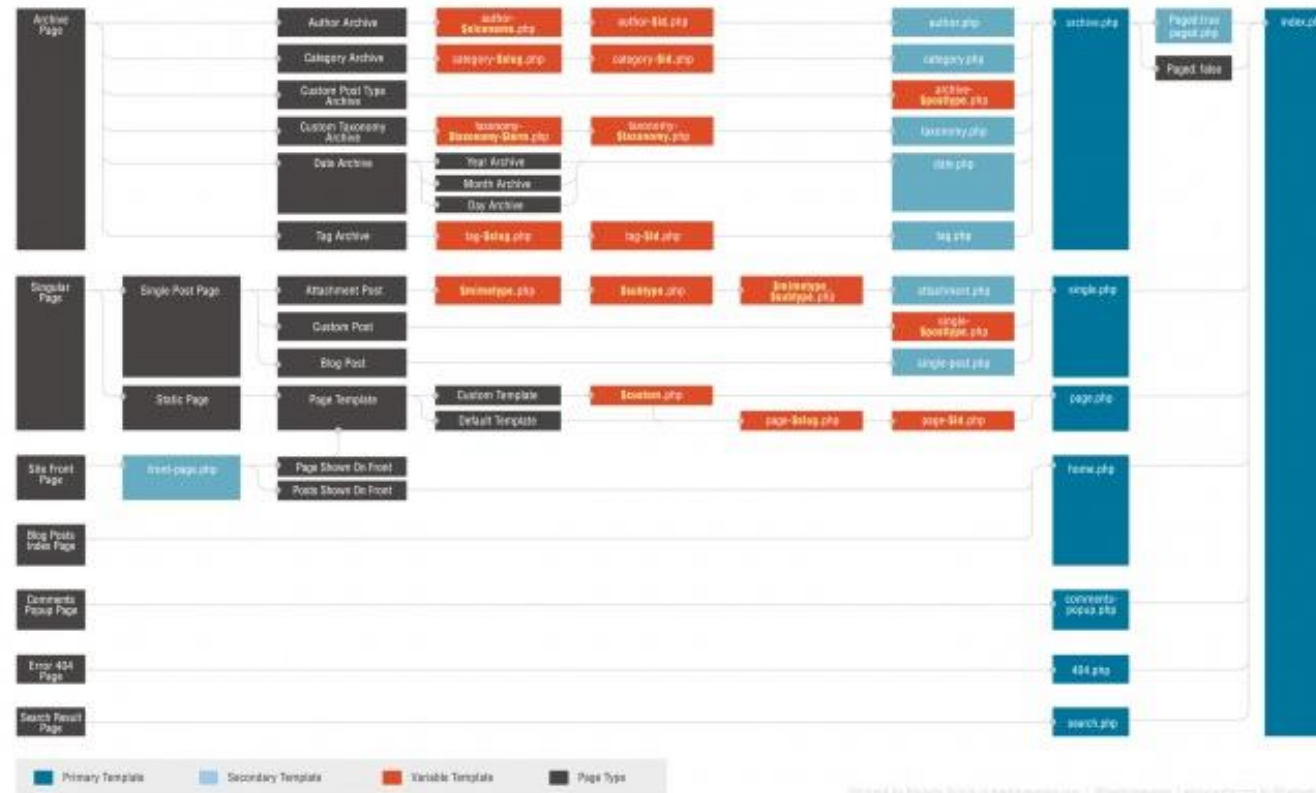 Archive
Page
Author Archive
author-
$nicename.php
author-$id.php
author.php
archive.php
Paged:true
paged.php
index.ph
Category Archive
category-$slug.php
category-$id.php
category.php
Paged: false
Custom Post Type
Archive
archive-
$posttype.php
Custom Taxonomy
Archive
taxonomy-
$taxonomy-$term.php
taxonomy-
$taxonomy.php
taxonomy.php
Date Archive
Year Archive
Month Archive
Day Archive
date.php
Tag Archive
tag-$slug.php
tag-$id.php
tag.php
Singular
Page
Single Post Page
Attachment Post
$mimetype.php
$subtype.php
$mimetype_
$subtype.php
attachment.php
single.php
Custom Post
single-
$posttype.php
Blog Post
single-post.php
Static Page
Page Template
Custom Template
$custom.php
page.php
Default Template
page-$slug.php
page-$id.php
Site Front
Page
front-page.php
Page Shown On Front
Posts Shown On Front
home.php
Blog Posts
Index Page
Comments
Popup Page
comments-
popup.php
Error 404
Page
404.php
Search Result
Page
search.php
Primary Template
Secondary Template
Variable Template
Page Type